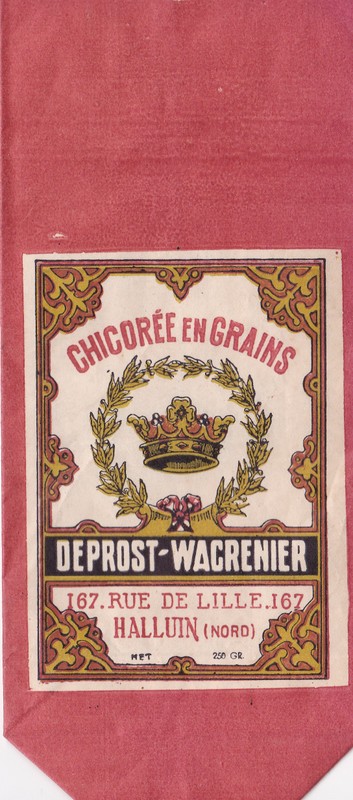 CHICORÉE EN GRAINS
DEPROST-WAGRENIER
167. RUE DE LILLE. 167
HALLUIN (NORD)
NET 250 GR.